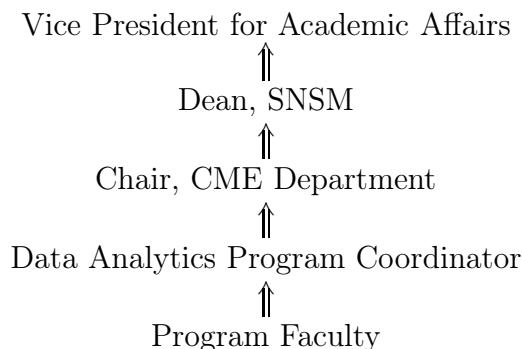 Vice President for Academic Affairs
Dean, SNSM
Chair, CME Department
Data Analytics Program Coordinator
Program Faculty